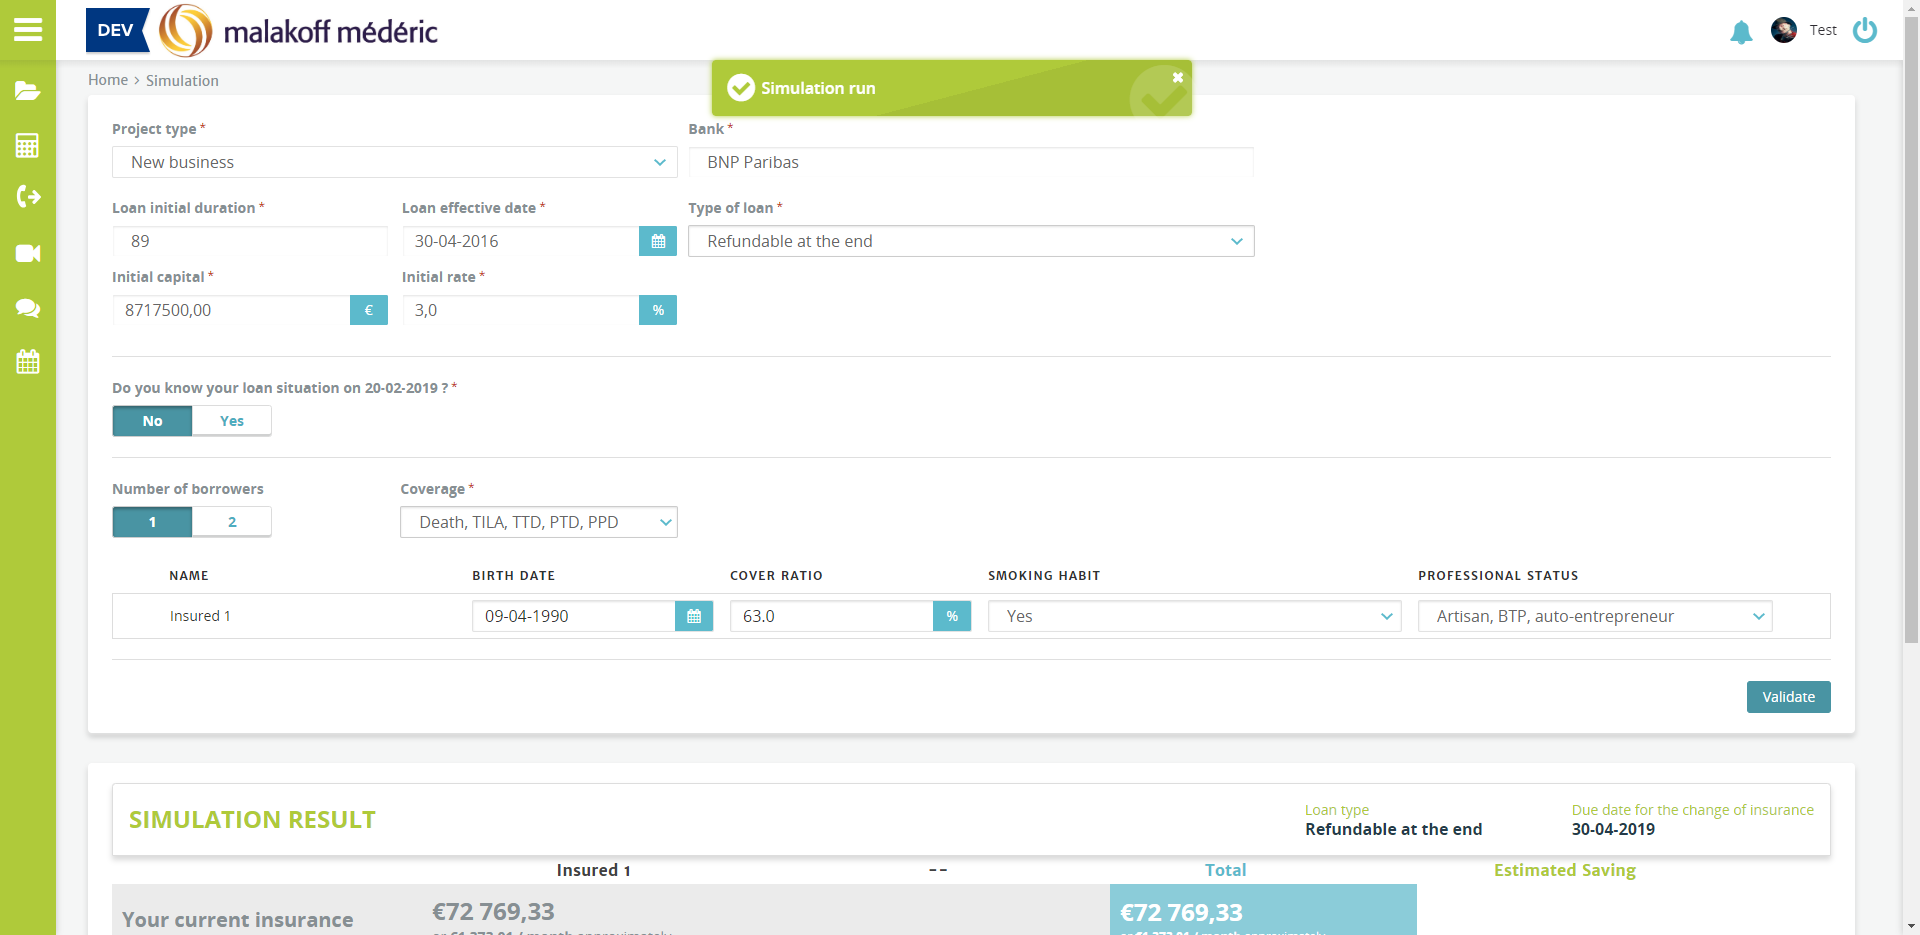 DEV
malakoff médéric
Test
Home > Simulation
Simulation run
Project type *
Bank *
New business
BNP Paribas
Loan initial duration *
Loan effective date *
Type of loan *
89
30-04-2016
Refundable at the end
Initial capital *
Initial rate *
8717500,00 €
3,0 %
Do you know your loan situation on 20-02-2019 ? *
No Yes
Number of borrowers
Coverage *
1 2
Death, TILA, TTD, PTD, PPD
NAME BIRTH DATE COVER RATIO SMOKING HABIT PROFESSIONAL STATUS
Insured 1 09-04-1990 63.0 % Yes Artisan, BTP, auto-entrepreneur
Validate
SIMULATION RESULT
Loan type
Refundable at the end
Due date for the change of insurance
30-04-2019
Insured 1 -- Total Estimated Saving
Your current insurance €72 769,33 €72 769,33